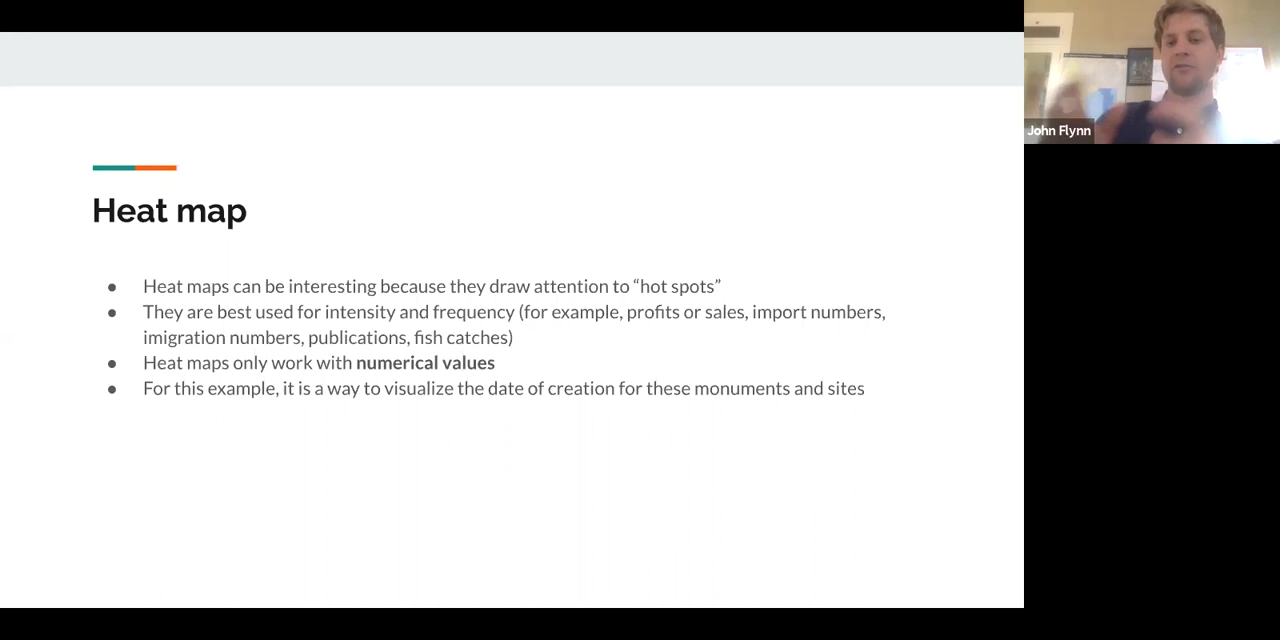 Heat map
● Heat maps can be interesting because they draw attention to “hot spots”
● They are best used for intensity and frequency (for example, profits or sales, import numbers,
imigration numbers, publications, fish catches)
● Heat maps only work with numerical values
● For this example, it is a way to visualize the date of creation for these monuments and sites
John Flynn